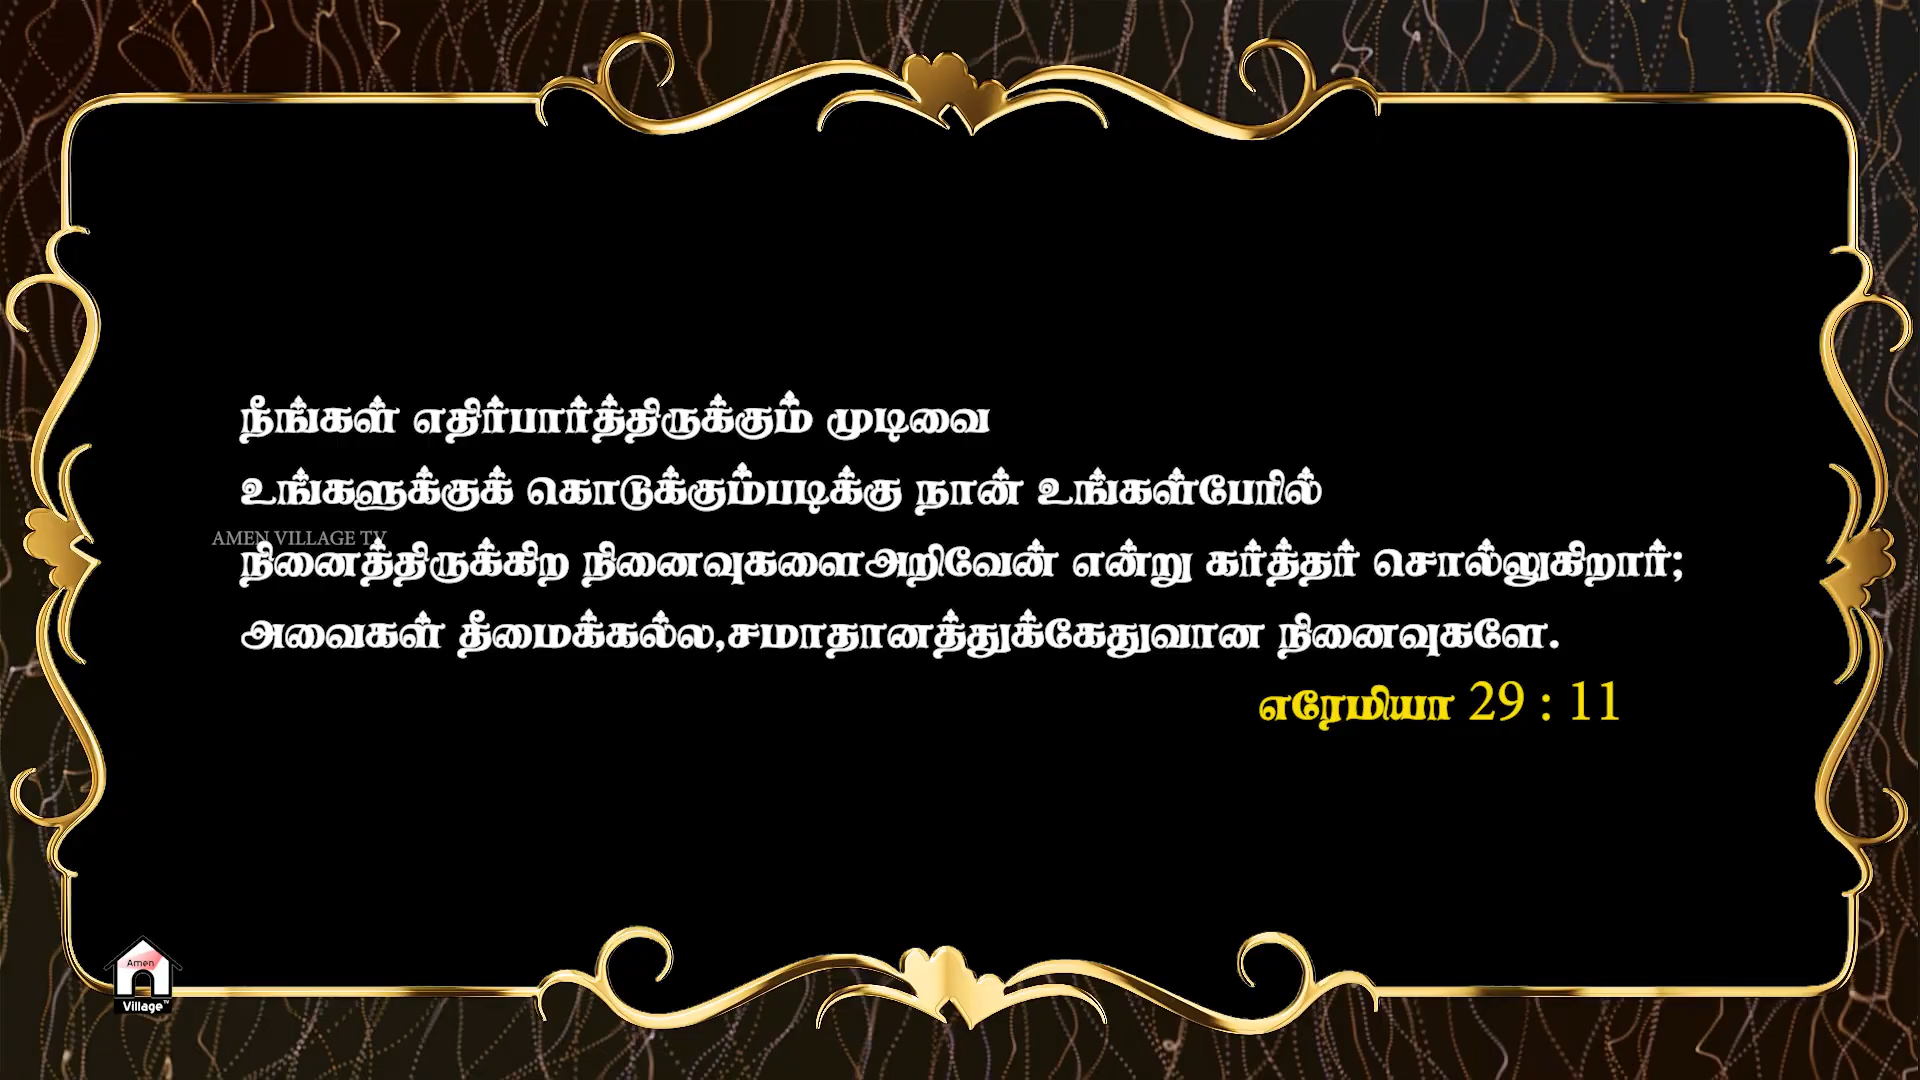 நீங்கள் எதிர்பார்த்திருக்கும் முடிவை
உங்களுக்குக் கொடுக்கும்படிக்கு நான் உங்கள்பேரில்
AMEN VILLAGE TV
நினைத்திருக்கிற நினைவுகளைஅறிவேன் என்று கர்த்தர் சொல்லுகிறார்;
அவைகள் தீமைக்கல்ல,சமாதானத்துக்கேதுவான நினைவுகளே.
எரேமியா 29 : 11
Amen
Village™